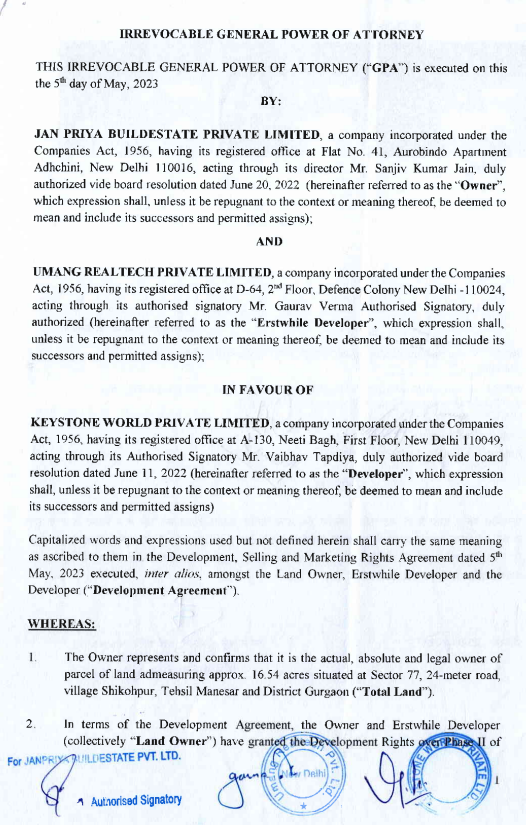 IRREVOCABLE GENERAL POWER OF ATTORNEY
THIS IRREVOCABLE GENERAL POWER OF ATTORNEY (“GPA”) is executed on this
the 5th day of May, 2023
BY:
JAN PRIYA BUILDESTATE PRIVATE LIMITED, a company incorporated under the
Companies Act, 1956, having its registered office at Flat No. 41, Aurobindo Apartment
Adhchini, New Delhi 110016, acting through its director Mr. Sanjiv Kumar Jain, duly
authorized vide board resolution dated June 20, 2022 (hereinafter referred to as the “Owner”,
which expression shall, unless it be repugnant to the context or meaning thereof, be deemed to
mean and include its successors and permitted assigns);
AND
UMANG REALTECH PRIVATE LIMITED, a company incorporated under the Companies
Act, 1956, having its registered office at D-64, 2nd Floor, Defence Colony New Delhi -110024,
acting through its authorised signatory Mr. Gaurav Verma Authorised Signatory, duly
authorized (hereinafter referred to as the “Erstwhile Developer”, which expression shall,
unless it be repugnant to the context or meaning thereof, be deemed to mean and include its
successors and permitted assigns);
IN FAVOUR OF
KEYSTONE WORLD PRIVATE LIMITED, a company incorporated under the Companies
Act, 1956, having its registered office at A-130, Neeti Bagh, First Floor, New Delhi 110049,
acting through its Authorised Signatory Mr. Vaibhav Tapdiya, duly authorized vide board
resolution dated June 11, 2022 (hereinafter referred to as the “Developer”, which expression
shall, unless it be repugnant to the context or meaning thereof, be deemed to mean and include
its successors and permitted assigns)
Capitalized words and expressions used but not defined herein shall carry the same meaning
as ascribed to them in the Development, Selling and Marketing Rights Agreement dated 5th
May, 2023 executed, inter alios, amongst the Land Owner, Erstwhile Developer and the
Developer (“Development Agreement”).
WHEREAS:
1. The Owner represents and confirms that it is the actual, absolute and legal owner of
parcel of land admeasuring approx. 16.54 acres situated at Sector 77, 24-meter road,
village Shikohpur, Tehsil Manesar and District Gurgaon (“Total Land”).
2. In terms of the Development Agreement, the Owner and Erstwhile Developer
(collectively “Land Owner”) have granted the Development Rights over Phase II of
For JANPRIYA BUILDESTATE PVT. LTD.
Authorised Signatory
Umang Realtech Pvt. Ltd.
New Delhi
PRIVATE LTD
1